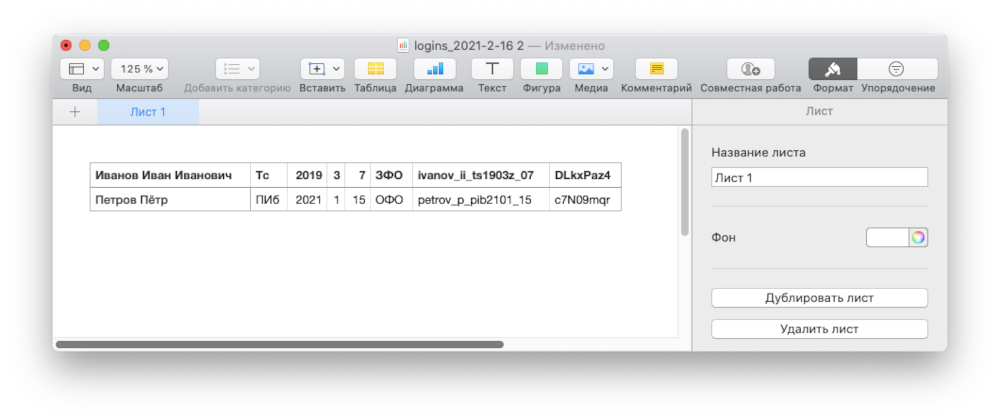 logins_2021-2-16 2 — Изменено
125 %
Вид Масштаб Добавить категорию Вставить Таблица Диаграмма Текст Фигура Медиа Комментарий Совместная работа Формат Упорядочение
+ Лист 1 Лист
Название листа
Лист 1
Иванов Иван Иванович Тс 2019 3 7 ЗФО ivanov_ii_ts1903z_07 DLkxPaz4
Петров Пётр ПИб 2021 1 15 ОФО petrov_p_pib2101_15 c7N09mqr
Фон
Дублировать лист
Удалить лист